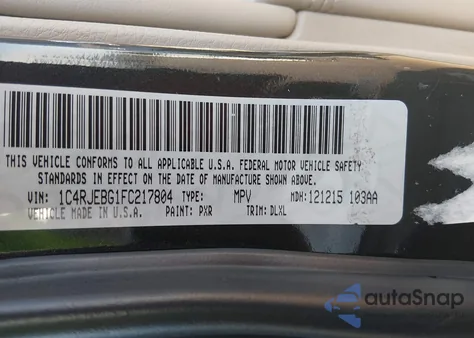 THIS VEHICLE CONFORMS TO ALL APPLICABLE U.S.A. FEDERAL MOTOR VEHICLE SAFETY
STANDARDS IN EFFECT ON THE DATE OF MANUFACTURE SHOWN ABOVE.
VIN: 1C4RJEBG1FC217804 TYPE: MPV MDH: 121215 103AA
VEHICLE MADE IN U.S.A. PAINT: PXR TRIM: DLXL
autaSnap